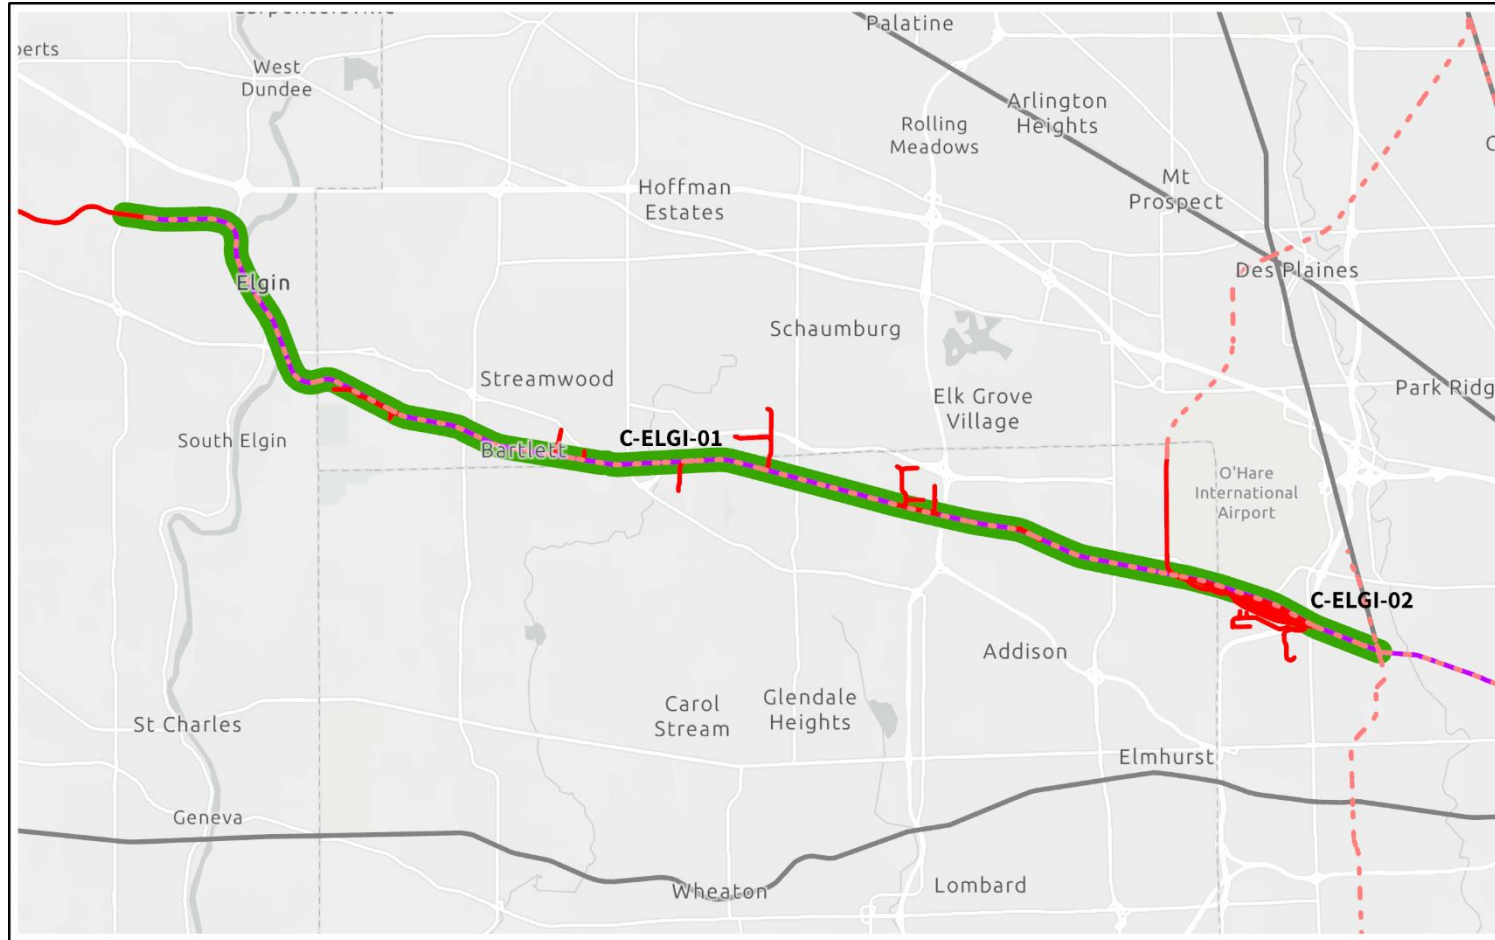 Palatine
West
Dundee
Arlington
Heights
Rolling
Meadows
Mt
Prospect
Hoffman
Estates
Des Plaines
Elgin
Schaumburg
Streamwood
Elk Grove
Village
South Elgin
C-ELGI-01
Bartlett
O'Hare
International
Airport
C-ELGI-02
Addison
Carol
Stream
Glendale
Heights
St Charles
Elmhurst
Geneva
Wheaton
Lombard